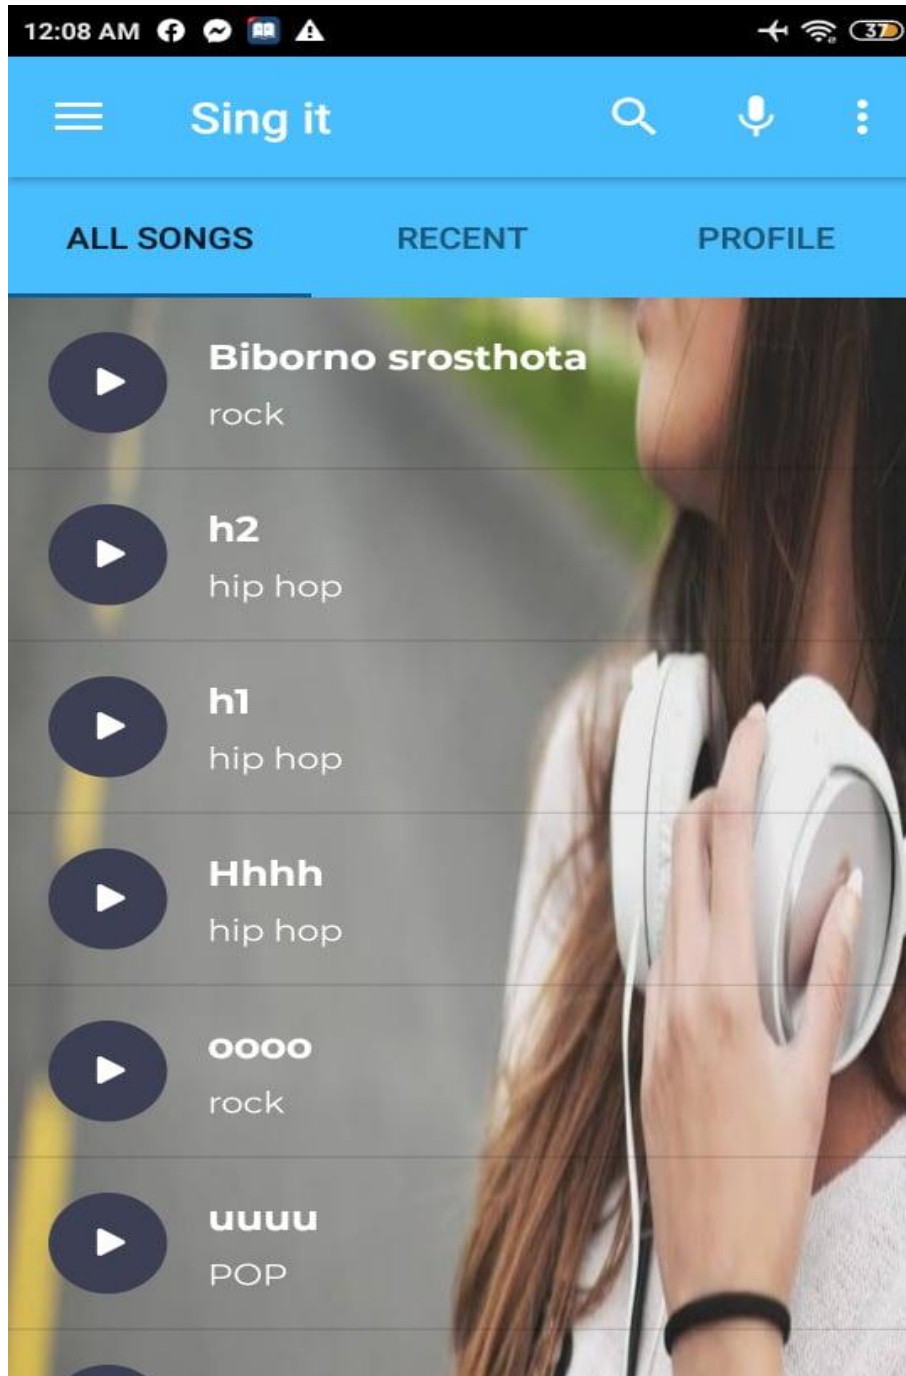 12:08 AM 37
Sing it
ALL SONGS RECENT PROFILE
Biborno srosthota
rock
h2
hip hop
h1
hip hop
Hhhh
hip hop
oooo
rock
uuuu
POP